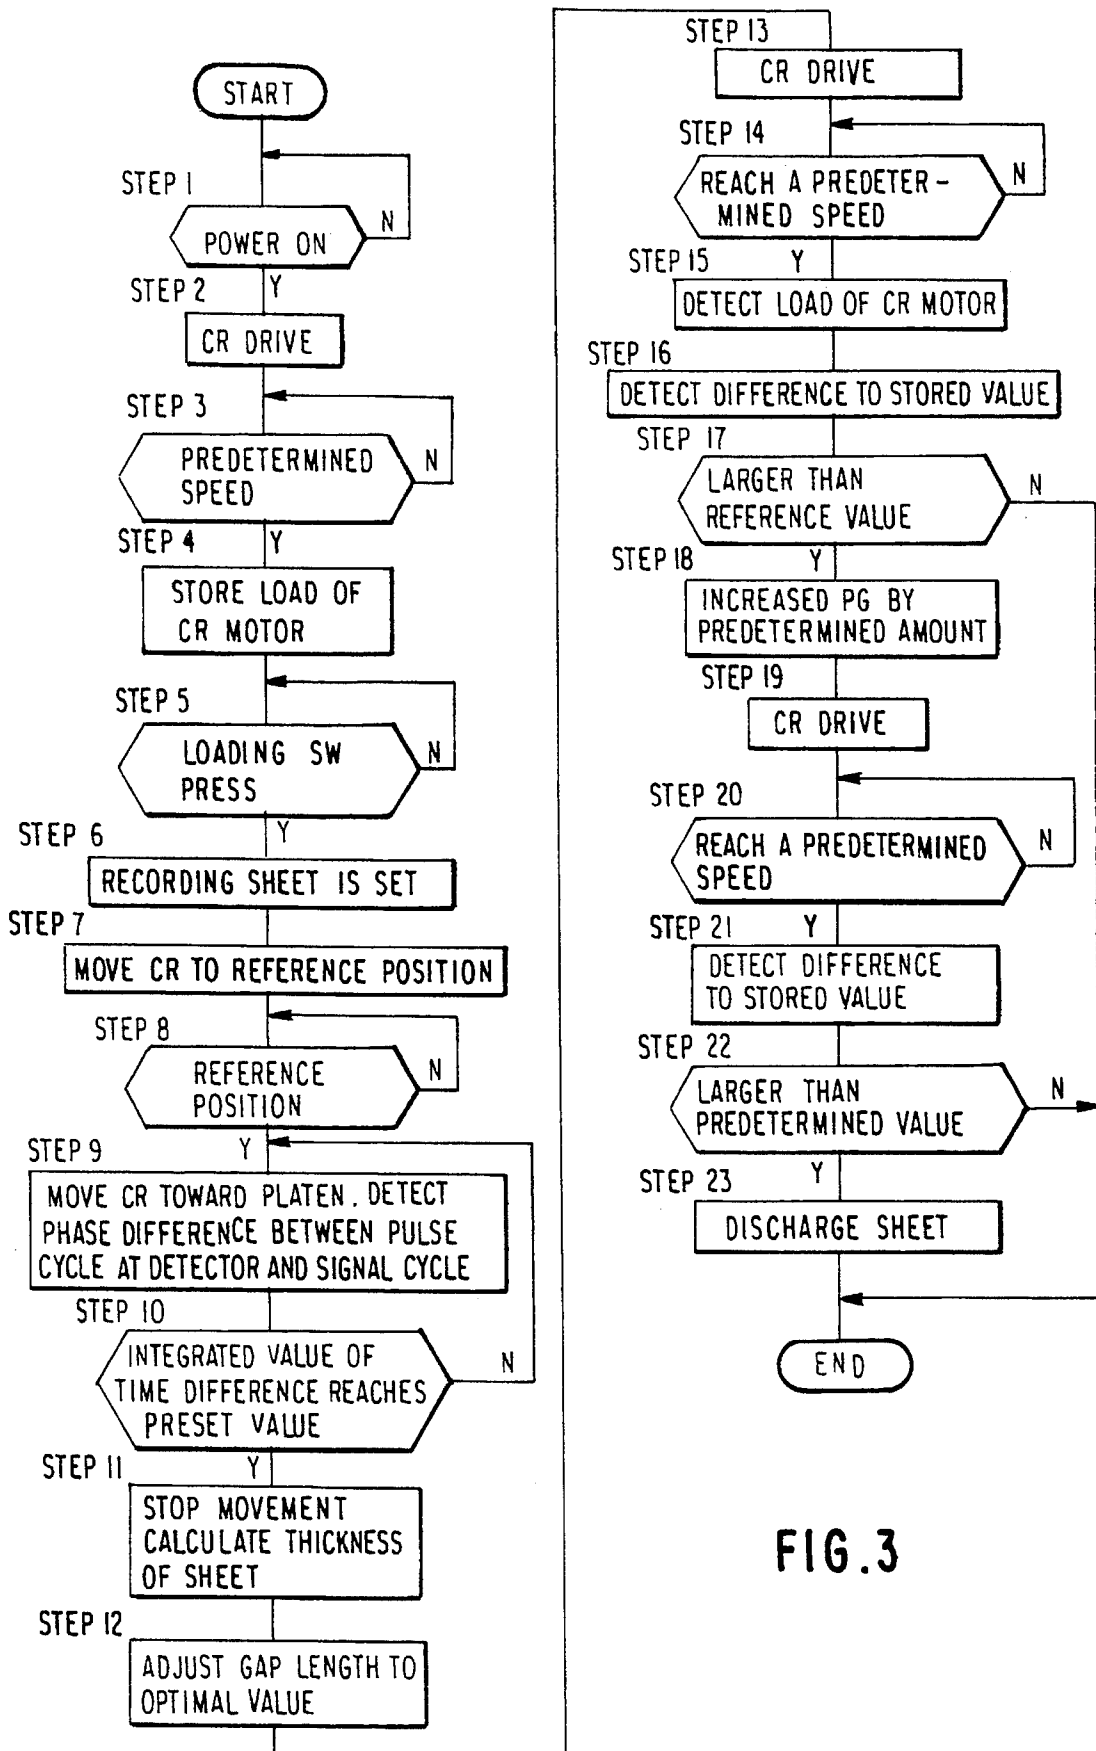 START
STEP 1
POWER ON
N
Y
STEP 2
CR DRIVE
STEP 3
PREDETERMINED
SPEED
N
Y
STEP 4
STORE LOAD OF
CR MOTOR
STEP 5
LOADING SW
PRESS
N
Y
STEP 6
RECORDING SHEET IS SET
STEP 7
MOVE CR TO REFERENCE POSITION
STEP 8
REFERENCE
POSITION
N
Y
STEP 9
MOVE CR TOWARD PLATEN. DETECT
PHASE DIFFERENCE BETWEEN PULSE
CYCLE AT DETECTOR AND SIGNAL CYCLE
STEP 10
INTEGRATED VALUE OF
TIME DIFFERENCE REACHES
PRESET VALUE
N
Y
STEP 11
STOP MOVEMENT
CALCULATE THICKNESS
OF SHEET
STEP 12
ADJUST GAP LENGTH TO
OPTIMAL VALUE
STEP 13
CR DRIVE
STEP 14
REACH A PREDETER-
MINED SPEED
N
Y
STEP 15
DETECT LOAD OF CR MOTOR
STEP 16
DETECT DIFFERENCE TO STORED VALUE
STEP 17
LARGER THAN
REFERENCE VALUE
N
Y
STEP 18
INCREASED PG BY
PREDETERMINED AMOUNT
STEP 19
CR DRIVE
STEP 20
REACH A PREDETERMINED
SPEED
N
Y
STEP 21
DETECT DIFFERENCE
TO STORED VALUE
STEP 22
LARGER THAN
PREDETERMINED VALUE
N
Y
STEP 23
DISCHARGE SHEET
END
FIG.3